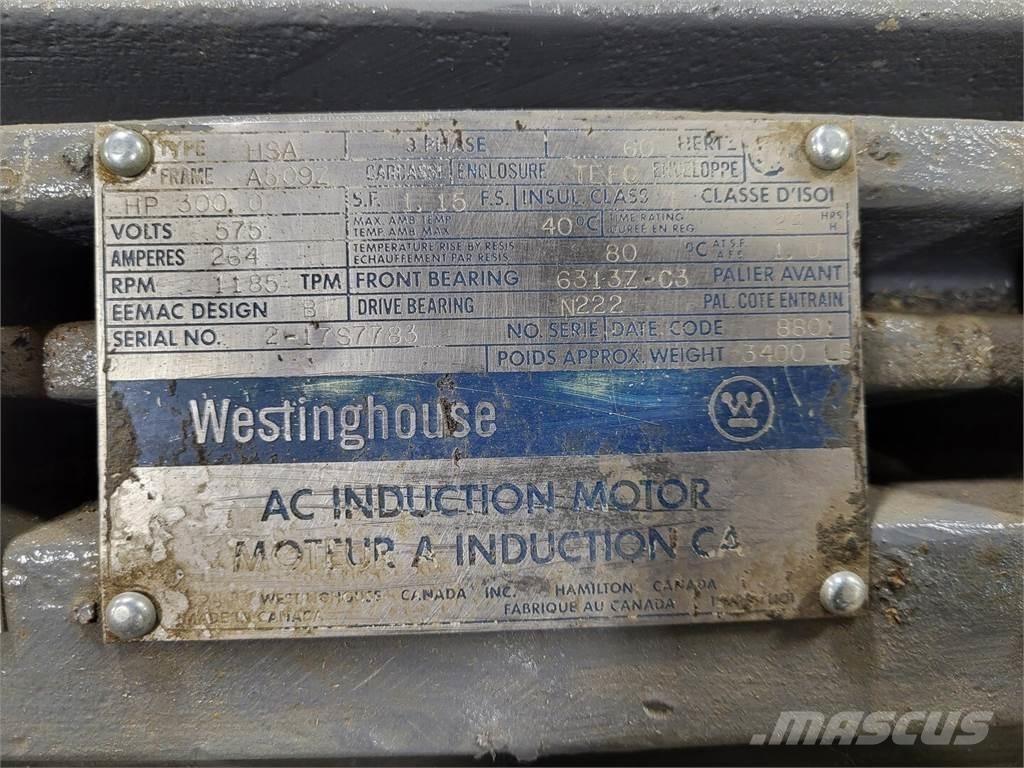 TYPE HSA 3 PHASE 60 HERTZ
FRAME A5092 CARCASSE ENCLOSURE TEFC ENVELOPPE
HP 300.0 S.F. 1.15 F.S. INSUL CLASS CLASSE D'ISOL
VOLTS 575 MAX. AMB TEMP. TEMP. AMB. MAX 40°C TIME RATING DUREE EN REG. HRS H
AMPERES 264 TEMPERATURE RISE BY RESIS ECHAUFFEMENT PAR RESIS 80 °C AT S.F. A F.S.
RPM 1185 TPM FRONT BEARING 6313Z-C3 PALIER AVANT
EEMAC DESIGN B DRIVE BEARING N222 PAL. COTE ENTRAIN
SERIAL NO. 2-17S7783 NO. SERIE DATE CODE 8801
POIDS APPROX. WEIGHT 3400 LB
Westinghouse W
AC INDUCTION MOTOR
MOTEUR A INDUCTION CA
WESTINGHOUSE CANADA INC. HAMILTON CANADA
MADE IN CANADA FABRIQUE AU CANADA
MASCUS